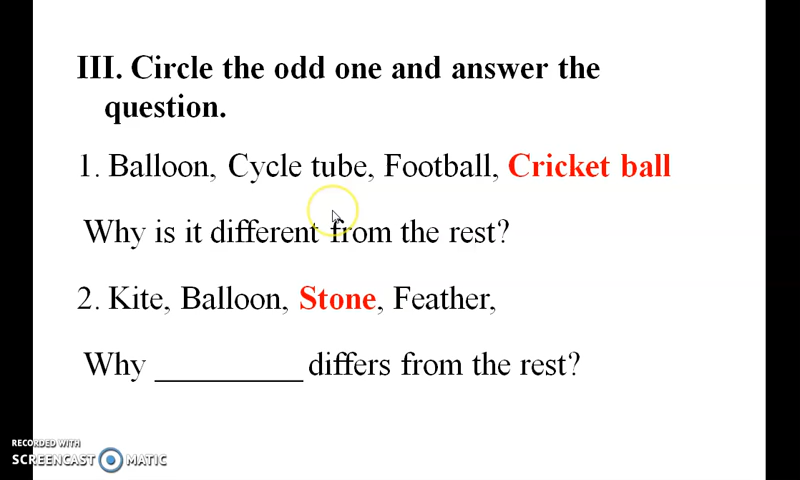 III. Circle the odd one and answer the
question.
1. Balloon, Cycle tube, Football, Cricket ball
Why is it different from the rest?
2. Kite, Balloon, Stone, Feather,
Why _________ differs from the rest?
RECORDED WITH
SCREENCAST MATIC